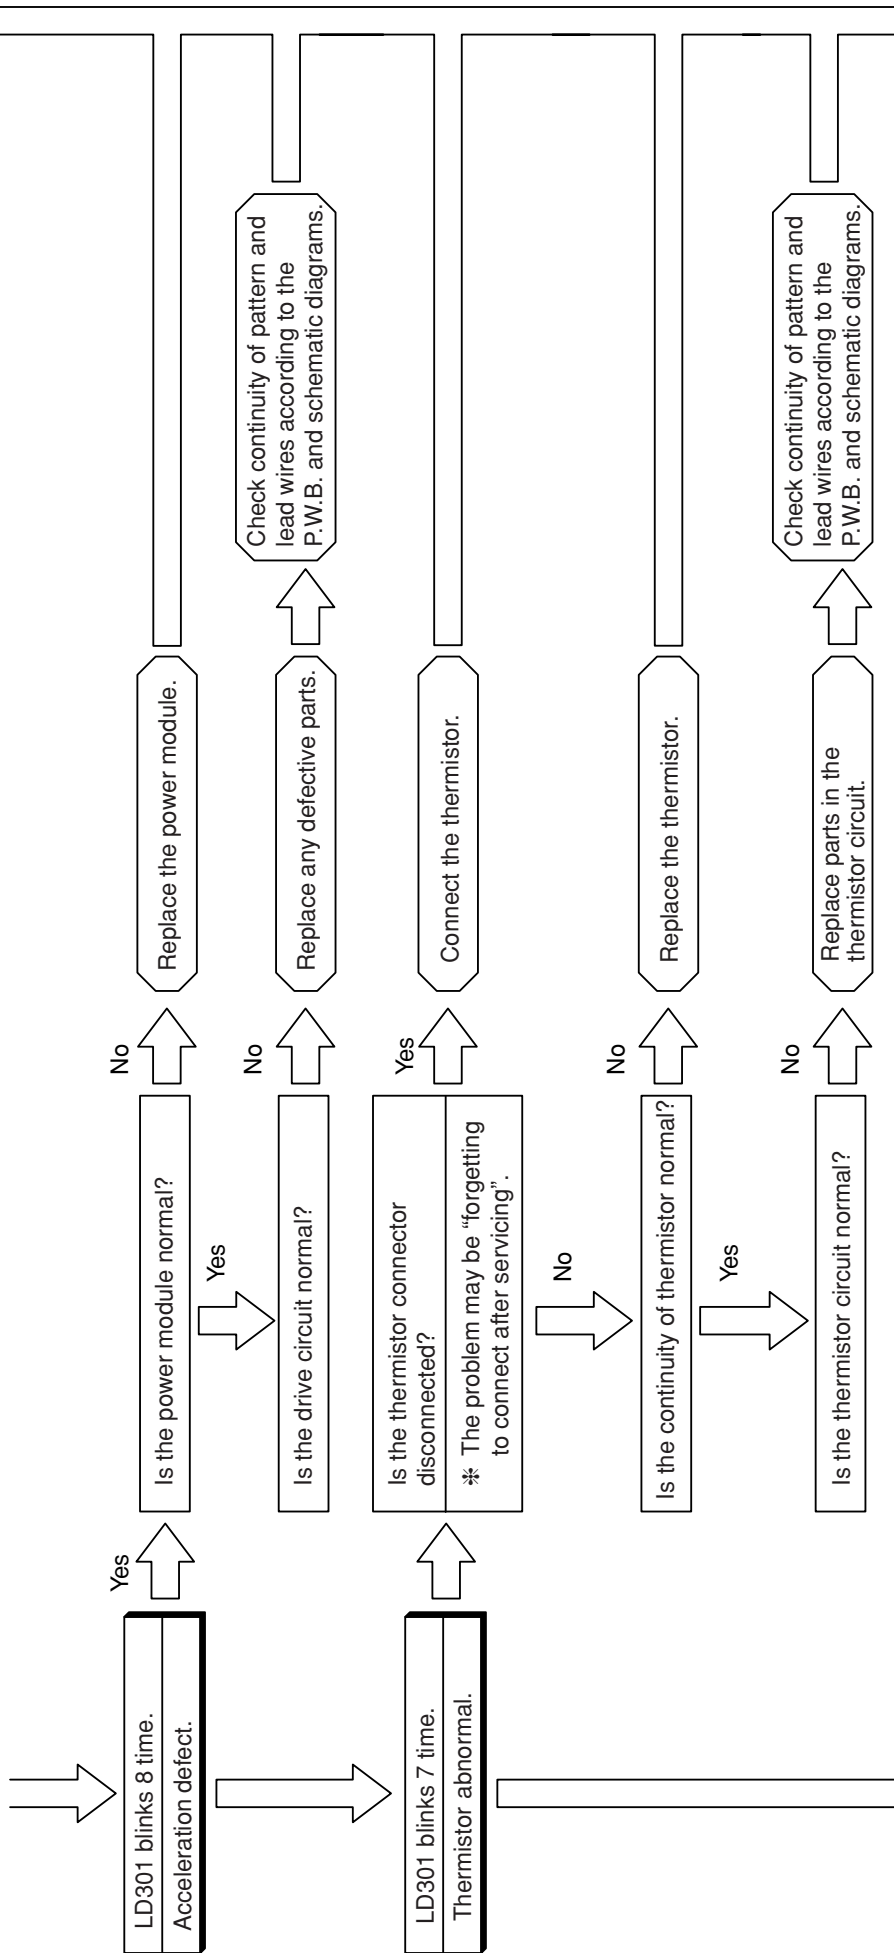 LD301 blinks 8 time.
Acceleration defect.
Yes
Is the power module normal?
No
Replace the power module.
Yes
Is the drive circuit normal?
No
Replace any defective parts.
Check continuity of pattern and
lead wires according to the
P.W.B. and schematic diagrams.
LD301 blinks 7 time.
Thermistor abnormal.
Is the thermistor connector
disconnected?
❉ The problem may be “forgetting
to connect after servicing”.
Yes
Connect the thermistor.
No
Is the continuity of thermistor normal?
No
Replace the thermistor.
Yes
Is the thermistor circuit normal?
No
Replace parts in the
thermistor circuit.
Check continuity of pattern and
lead wires according to the
P.W.B. and schematic diagrams.